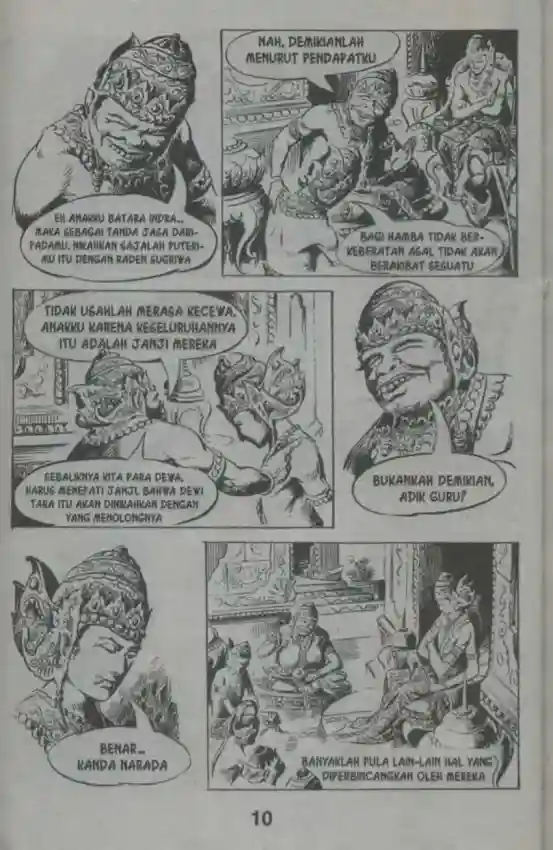 EH ANAKKU BATARA INDRA..
MAKA SEBAGAI TANDA JASA DARI-
PADAMU, NIKAHKAN SAJALAH PUTERI-
MU ITU DENGAN RADEN SUGRIWA
NAH, DEMIKIANLAH
MENURUT PENDAPATKU
BAGI HAMBA TIDAK BER-
KEBERATAN ASAL TIDAK AKAN
BERAKIBAT SESUATU
TIDAK USAHLAH MERASA KECEWA,
ANAKKU KARENA KESELURUHANNYA
ITU ADALAH JANJI MEREKA
SEBALIKNYA KITA PARA DEWA,
HARUS MENEPATI JANJI, BAHWA DEWI
TARA ITU AKAN DINIKAHKAN DENGAN
YANG MENOLONGNYA
BUKANKAH DEMIKIAN,
ADIK GURU?
BENAR...
KANDA NARADA
BANYAKLAH PULA LAIN-LAIN HAL YANG
DIPERBINCANGKAN OLEH MEREKA
10